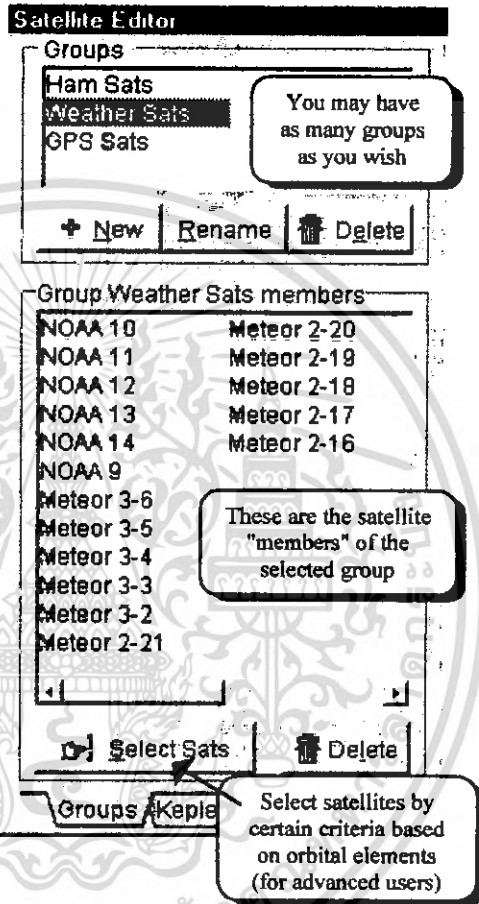 Satellite Editor
Groups
Ham Sats
Weather Sats
GPS Sats
You may have
as many groups
as you wish
+ New Rename Delete
Group Weather Sats members
NOAA 10
NOAA 11
NOAA 12
NOAA 13
NOAA 14
NOAA 9
Meteor 3-6
Meteor 3-5
Meteor 3-4
Meteor 3-3
Meteor 3-2
Meteor 2-21
Meteor 2-20
Meteor 2-19
Meteor 2-18
Meteor 2-17
Meteor 2-16
These are the satellite
"members" of the
selected group
Select Sats Delete
Groups Keple
Select satellites by
certain criteria based
on orbital elements
(for advanced users)